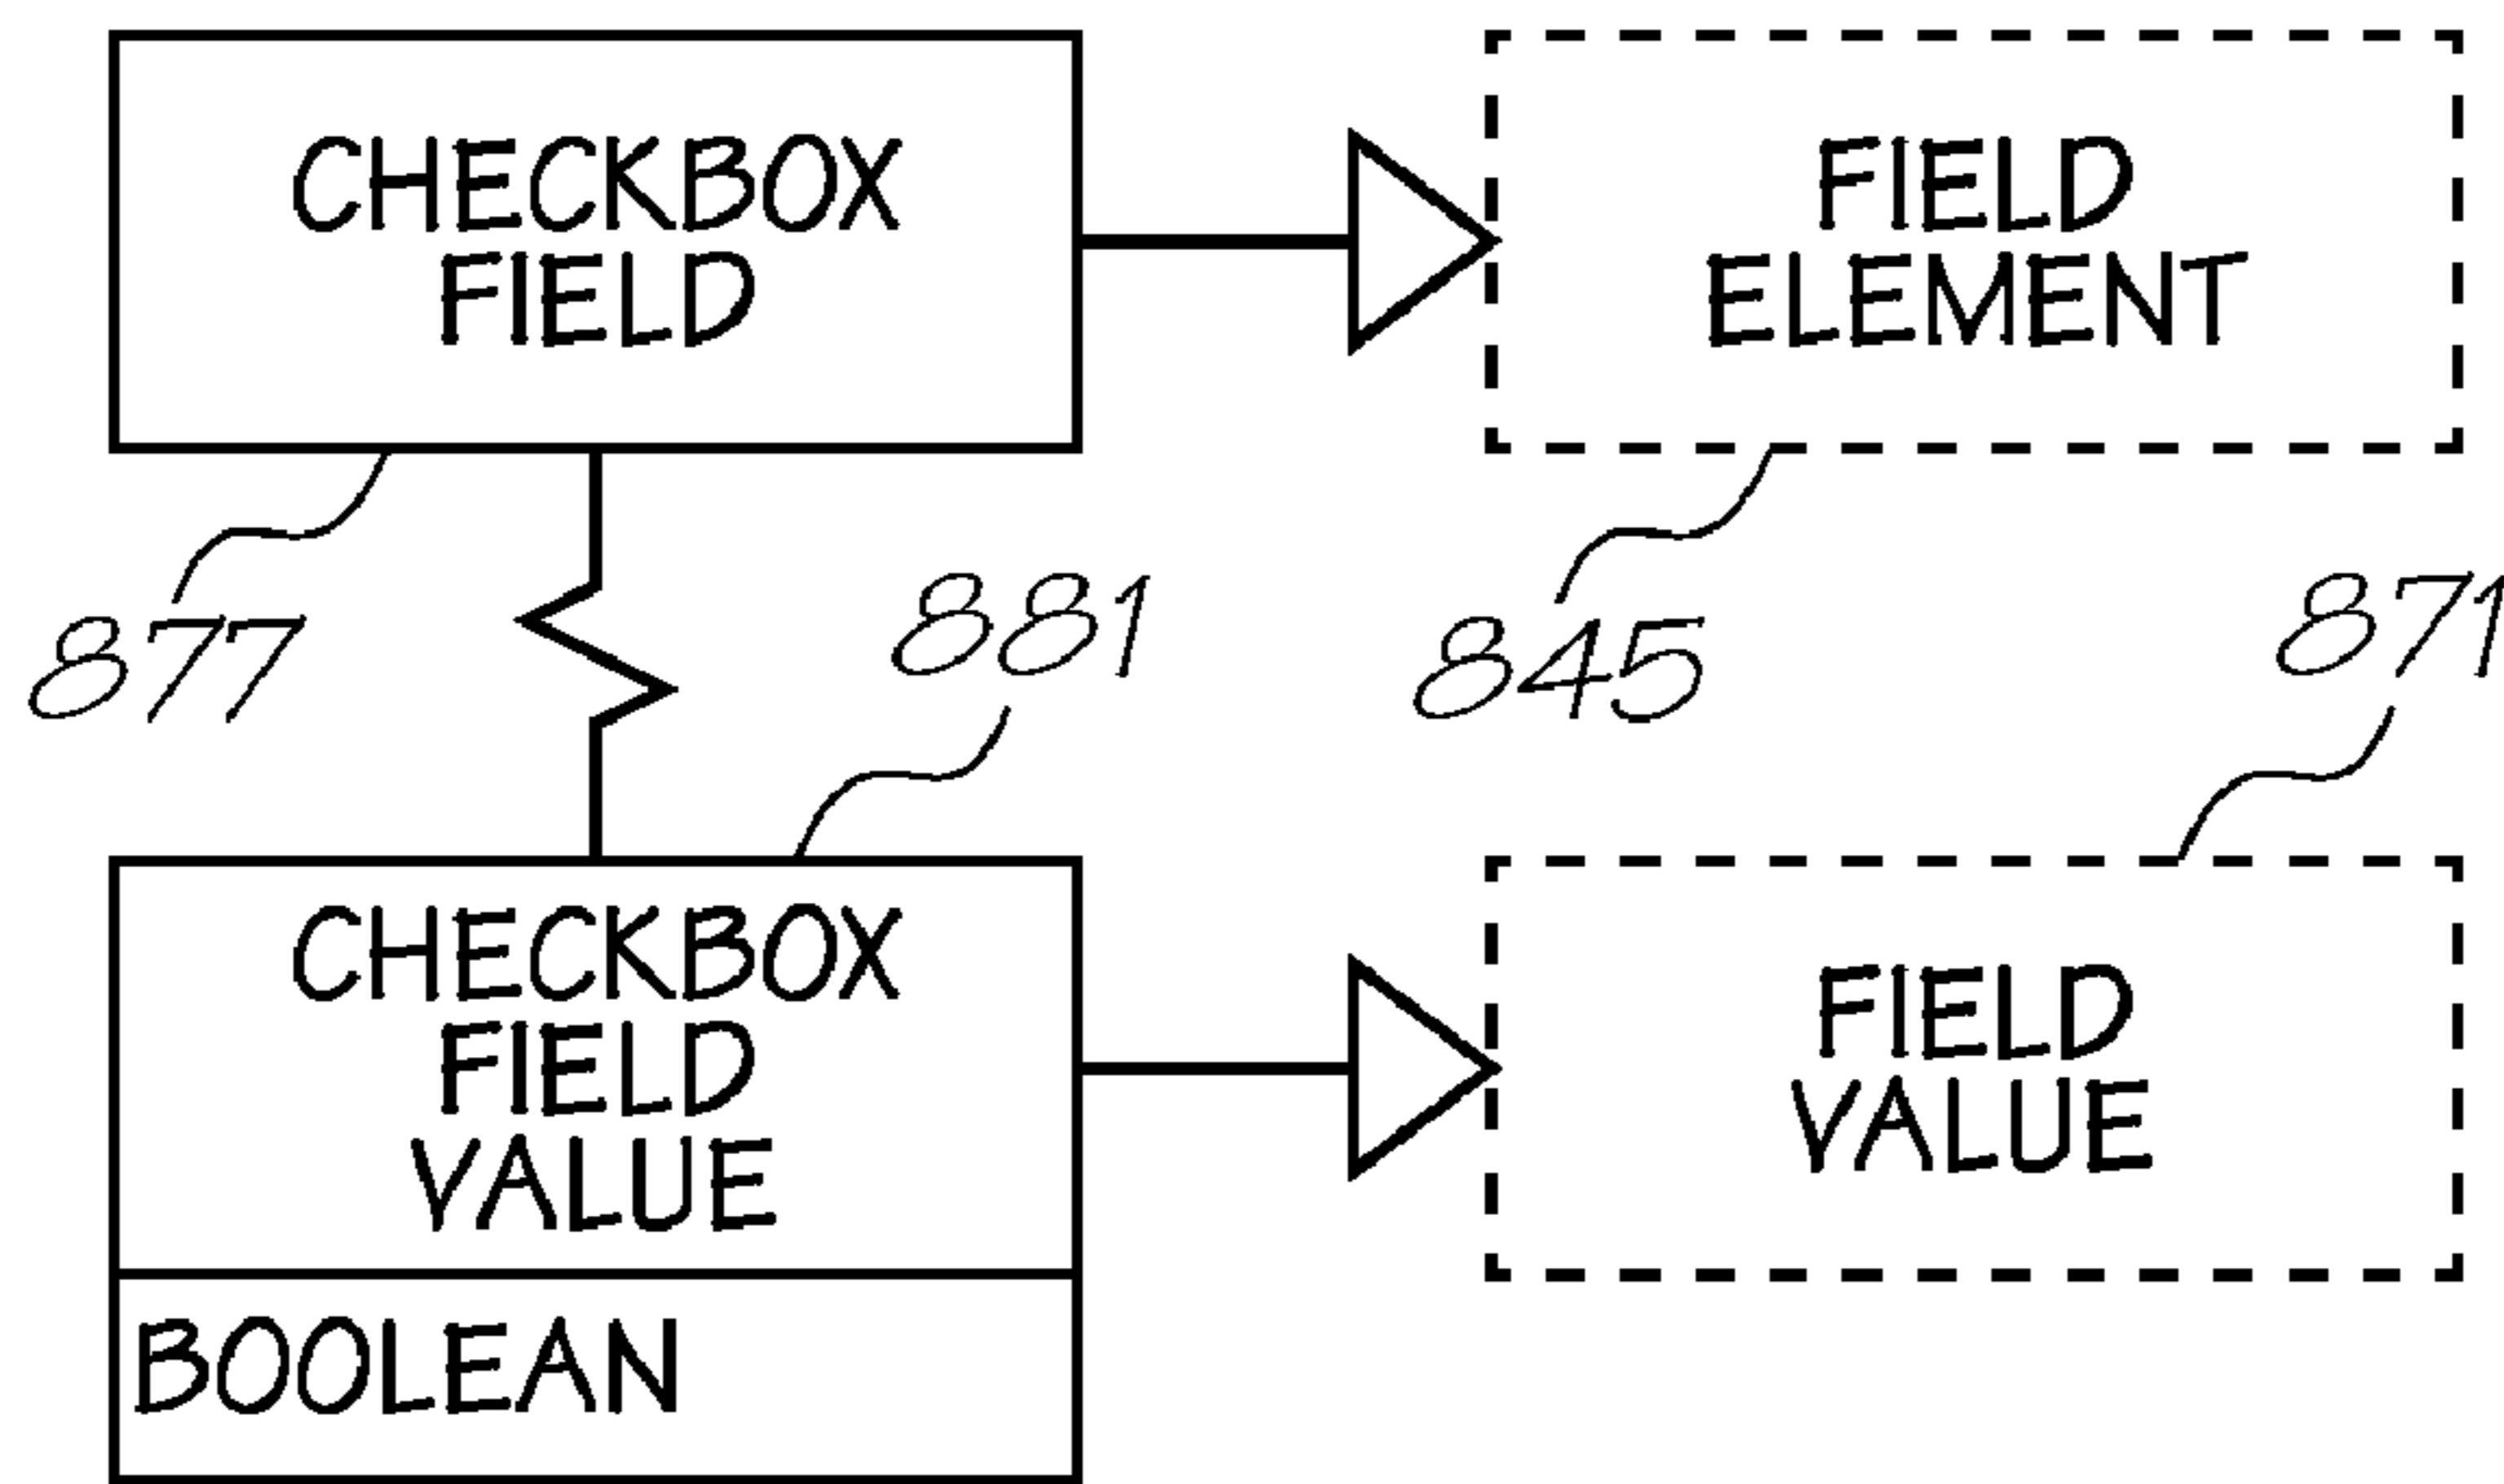 CHECKBOX
FIELD
FIELD
ELEMENT
877
881
845
871
CHECKBOX
FIELD
VALUE
BOOLEAN
FIELD
VALUE